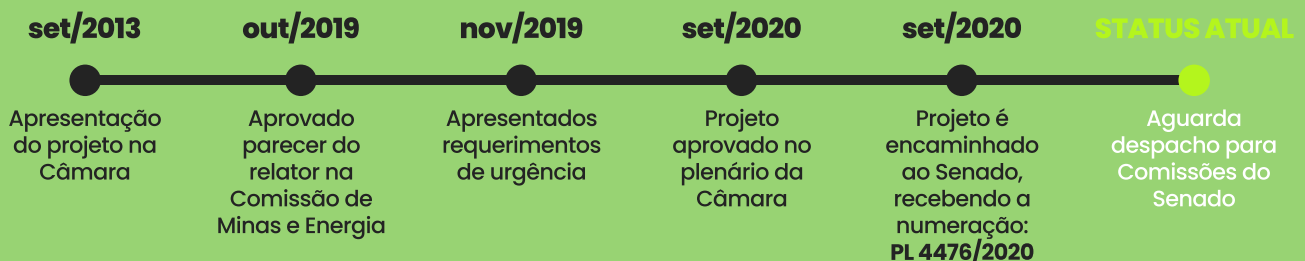 set/2013
Apresentação
do projeto na
Câmara
out/2019
Aprovado
parecer do
relator na
Comissão de
Minas e Energia
nov/2019
Apresentados
requerimentos
de urgência
set/2020
Projeto
aprovado no
plenário da
Câmara
set/2020
Projeto é
encaminhado
ao Senado,
recebendo a
numeração:
PL 4476/2020
STATUS ATUAL
Aguarda
despacho para
Comissões do
Senado